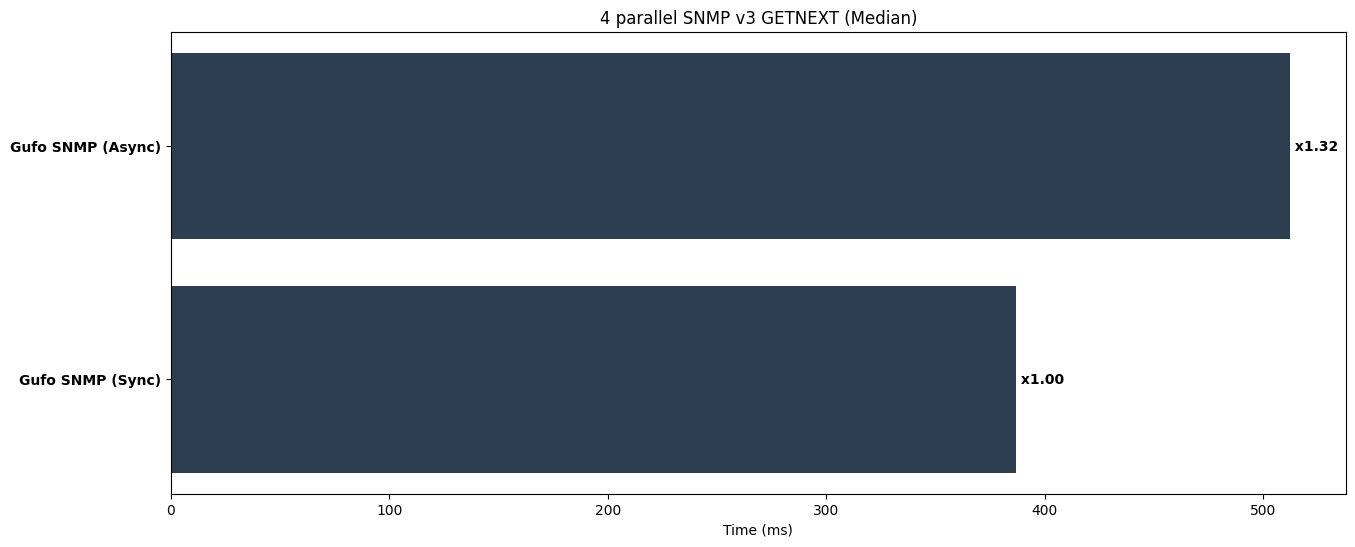 4 parallel SNMP v3 GETNEXT (Median)
Gufo SNMP (Async)
x1.32
Gufo SNMP (Sync)
x1.00
0 100 200 300 400 500
Time (ms)